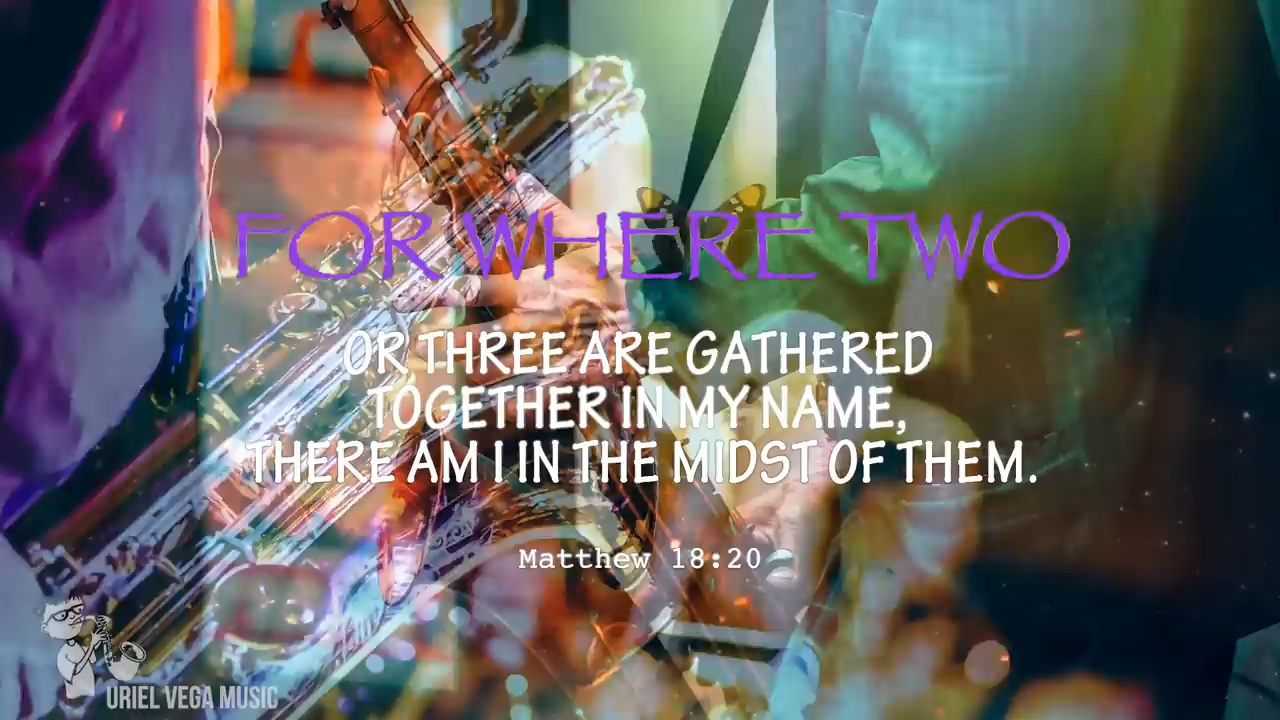 FOR WHERE TWO
OR THREE ARE GATHERED
TOGETHER IN MY NAME,
THERE AM I IN THE MIDST OF THEM.
Matthew 18:20
URIEL VEGA MUSIC